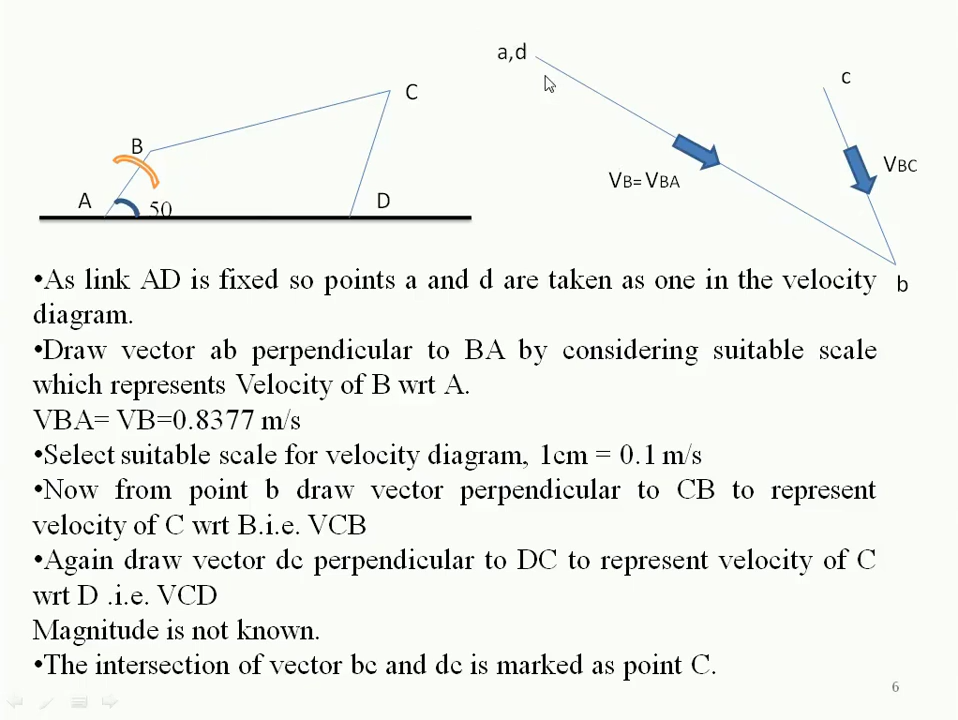 a,d
c
C
B
VBC
VB= VBA
A
50
D
b
•As link AD is fixed so points a and d are taken as one in the velocity
diagram.
•Draw vector ab perpendicular to BA by considering suitable scale
which represents Velocity of B wrt A.
VBA= VB=0.8377 m/s
•Select suitable scale for velocity diagram, 1cm = 0.1 m/s
•Now from point b draw vector perpendicular to CB to represent
velocity of C wrt B.i.e. VCB
•Again draw vector dc perpendicular to DC to represent velocity of C
wrt D .i.e. VCD
Magnitude is not known.
•The intersection of vector bc and dc is marked as point C.
6